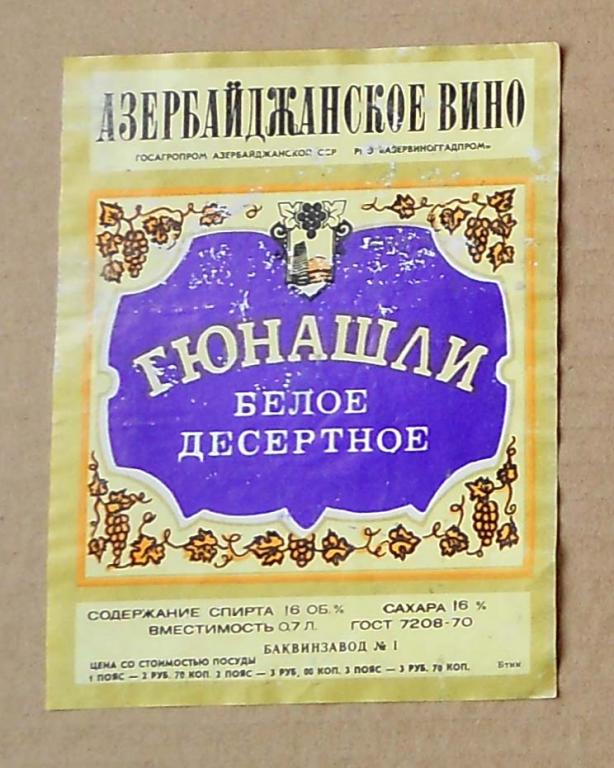 АЗЕРБАЙДЖАНСКОЕ ВИНО
ГОСАГРОПРОМ АЗЕРБАЙДЖАНСКОЙ ССР «АЗЕРВИНОГРАДПРОМ»
ГЮНАШЛИ
БЕЛОЕ
ДЕСЕРТНОЕ
СОДЕРЖАНИЕ СПИРТА 16 ОБ.% САХАРА 16 %
ВМЕСТИМОСТЬ 0,7 Л. ГОСТ 7208-70
БАКВИНЗАВОД № 1
ЦЕНА СО СТОИМОСТЬЮ ПОСУДЫ
1 ПОЯС — 2 РУБ. 70 КОП. 2 ПОЯС — 3 РУБ, 00 КОП. 3 ПОЯС — 3 РУБ, 70 КОП.